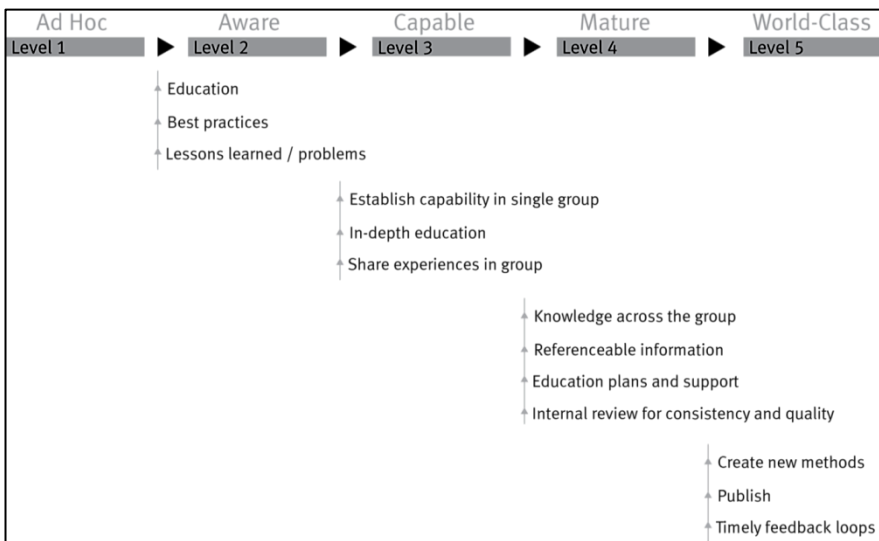 Ad Hoc Aware Capable Mature World-Class
Level 1 Level 2 Level 3 Level 4 Level 5
Education
Best practices
Lessons learned / problems
Establish capability in single group
In-depth education
Share experiences in group
Knowledge across the group
Referenceable information
Education plans and support
Internal review for consistency and quality
Create new methods
Publish
Timely feedback loops